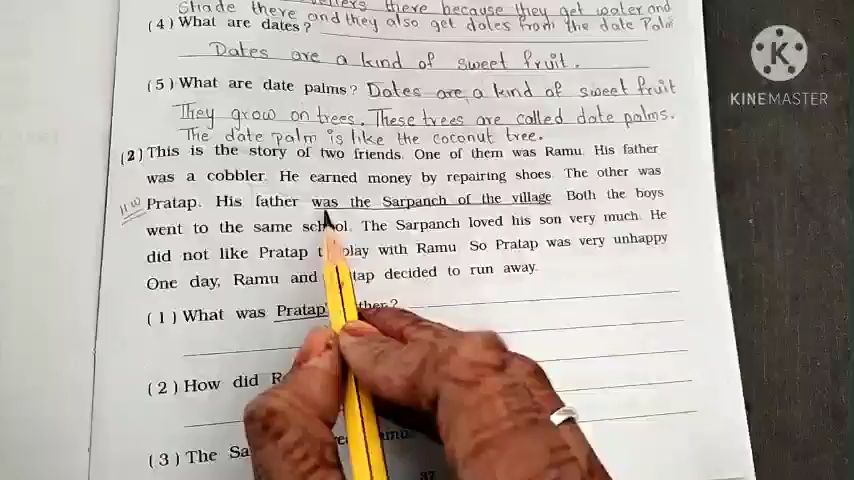 Shade there because they get water and
(4) What are dates? and they also get dates from the date Palm
Dates are a kind of sweet fruit.
(5) What are date palms? Dates are a kind of sweet fruit
They grow on trees. These trees are called date palms.
The date palm is like the coconut tree.
(2) This is the story of two friends. One of them was Ramu. His father
was a cobbler. He earned money by repairing shoes. The other was
Pratap. His father was the Sarpanch of the village Both the boys
went to the same school. The Sarpanch loved his son very much. He
did not like Pratap play with Ramu So Pratap was very unhappy
One day, Ramu and decided to run away.
(1) What was Pratap'
(2) How did
(3) The
37
K
KINEMASTER